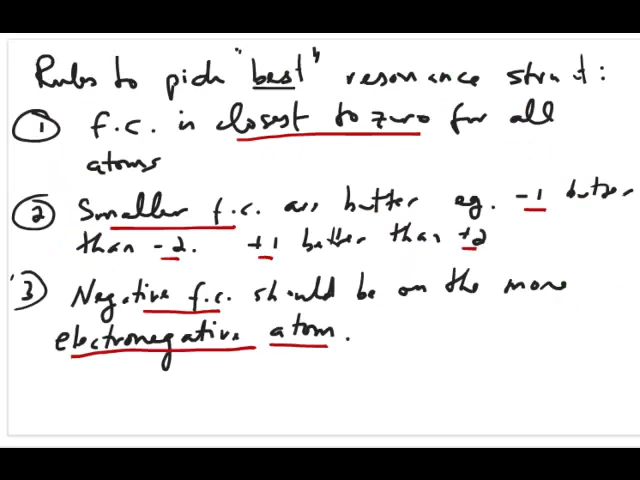 Rules to pick "best" resonance struct:
① f.c. is closest to zero for all
atoms
② Smaller f.c. are better eg. -1 better
than -2. +1 better than +2
③ Negative f.c. should be on the more
electronegative atom.